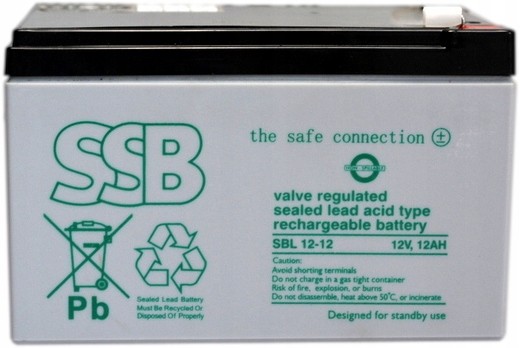 SSB
the safe connection ±
valve regulated
sealed lead acid type
rechargeable battery
SBL 12-12 12V, 12AH
Caution:
Avoid shorting terminals
Do not charge in a gas tight container
Risk of fire, explosion, or burns
Do not disassemble, heat above 50°C, or incinerate
Pb
Sealed Lead Battery
Must Be Recycled Or
Disposed Of Properly
Designed for standby use